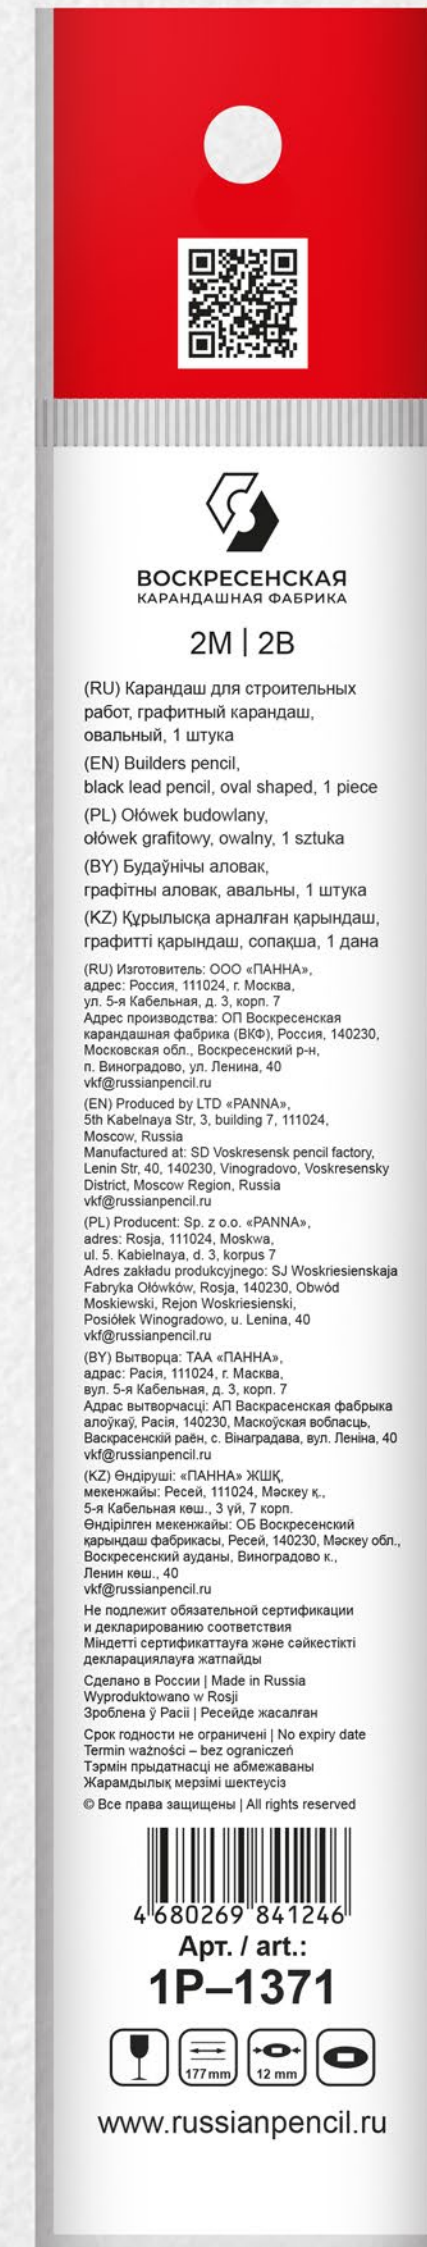 ВОСКРЕСЕНСКАЯ
КАРАНДАШНАЯ ФАБРИКА
2М | 2B
(RU) Карандаш для строительных
работ, графитный карандаш,
овальный, 1 штука
(EN) Builders pencil,
black lead pencil, oval shaped, 1 piece
(PL) Ołówek budowlany,
ołówek grafitowy, owalny, 1 sztuka
(BY) Будаўнічы аловак,
графітны аловак, авальны, 1 штука
(KZ) Құрылысқа арналған қарындаш,
графитті қарындаш, сопақша, 1 дана
(RU) Изготовитель: ООО «ПАННА»,
адрес: Россия, 111024, г. Москва,
ул. 5-я Кабельная, д. 3, корп. 7
Адрес производства: ОП Воскресенская
карандашная фабрика (ВКФ), Россия, 140230,
Московская обл., Воскресенский р-н,
п. Виноградово, ул. Ленина, 40
vkf@russianpencil.ru
(EN) Produced by LTD «PANNA»,
5th Kabelnaya Str, 3, building 7, 111024,
Moscow, Russia
Manufactured at: SD Voskresensk pencil factory,
Lenin Str, 40, 140230, Vinogradovo, Voskresensky
District, Moscow Region, Russia
vkf@russianpencil.ru
(PL) Producent: Sp. z o.o. «PANNA»,
adres: Rosja, 111024, Moskwa,
ul. 5. Kabielnaja, d. 3, korpus 7
Adres zakładu produkcyjnego: SJ Woskriesienskaja
Fabryka Ołówków, Rosja, 140230, Obwód
Moskiewski, Rejon Woskriesienski,
Posiółek Winogradowo, u. Lenina, 40
vkf@russianpencil.ru
(BY) Вытворца: ТАА «ПАННА»,
адрас: Расія, 111024, г. Масква,
вул. 5-я Кабельная, д. 3, корп. 7
Адрас вытворчасці: АП Васкрасенская фабрыка
алоўкаў, Расія, 140230, Маскоўская вобласць,
Васкрасенскій раён, с. Вінаградава, вул. Леніна, 40
vkf@russianpencil.ru
(KZ) Өндіруші: «ПАННА» ЖШҚ,
мекенжайы: Ресей, 111024, Мәскеу қ.,
5-я Кабельная көш., 3 үй, 7 корп.
Өндірілген мекенжайы: ОБ Воскресенский
қарындаш фабрикасы, Ресей, 140230, Мәскеу обл.,
Воскресенский ауданы, Виноградово к.,
Ленин көш., 40
vkf@russianpencil.ru
Не подлежит обязательной сертификации
и декларированию соответствия
Міндетті сертификаттауға және сәйкестікті
декларациялауға жатпайды
Сделано в России | Made in Russia
Wyproduktowano w Rosji
Зроблена ў Расіі | Ресейде жасалған
Срок годности не ограничені | No expiry date
Termin ważności – bez ograniczeń
Тэрмін прыдатнасці не абмежаваны
Жарамдылық мерзімі шектеусіз
© Все права защищены | All rights reserved
4 680269 841246
Арт. / art.:
1P–1371
177 mm 12 mm
www.russianpencil.ru